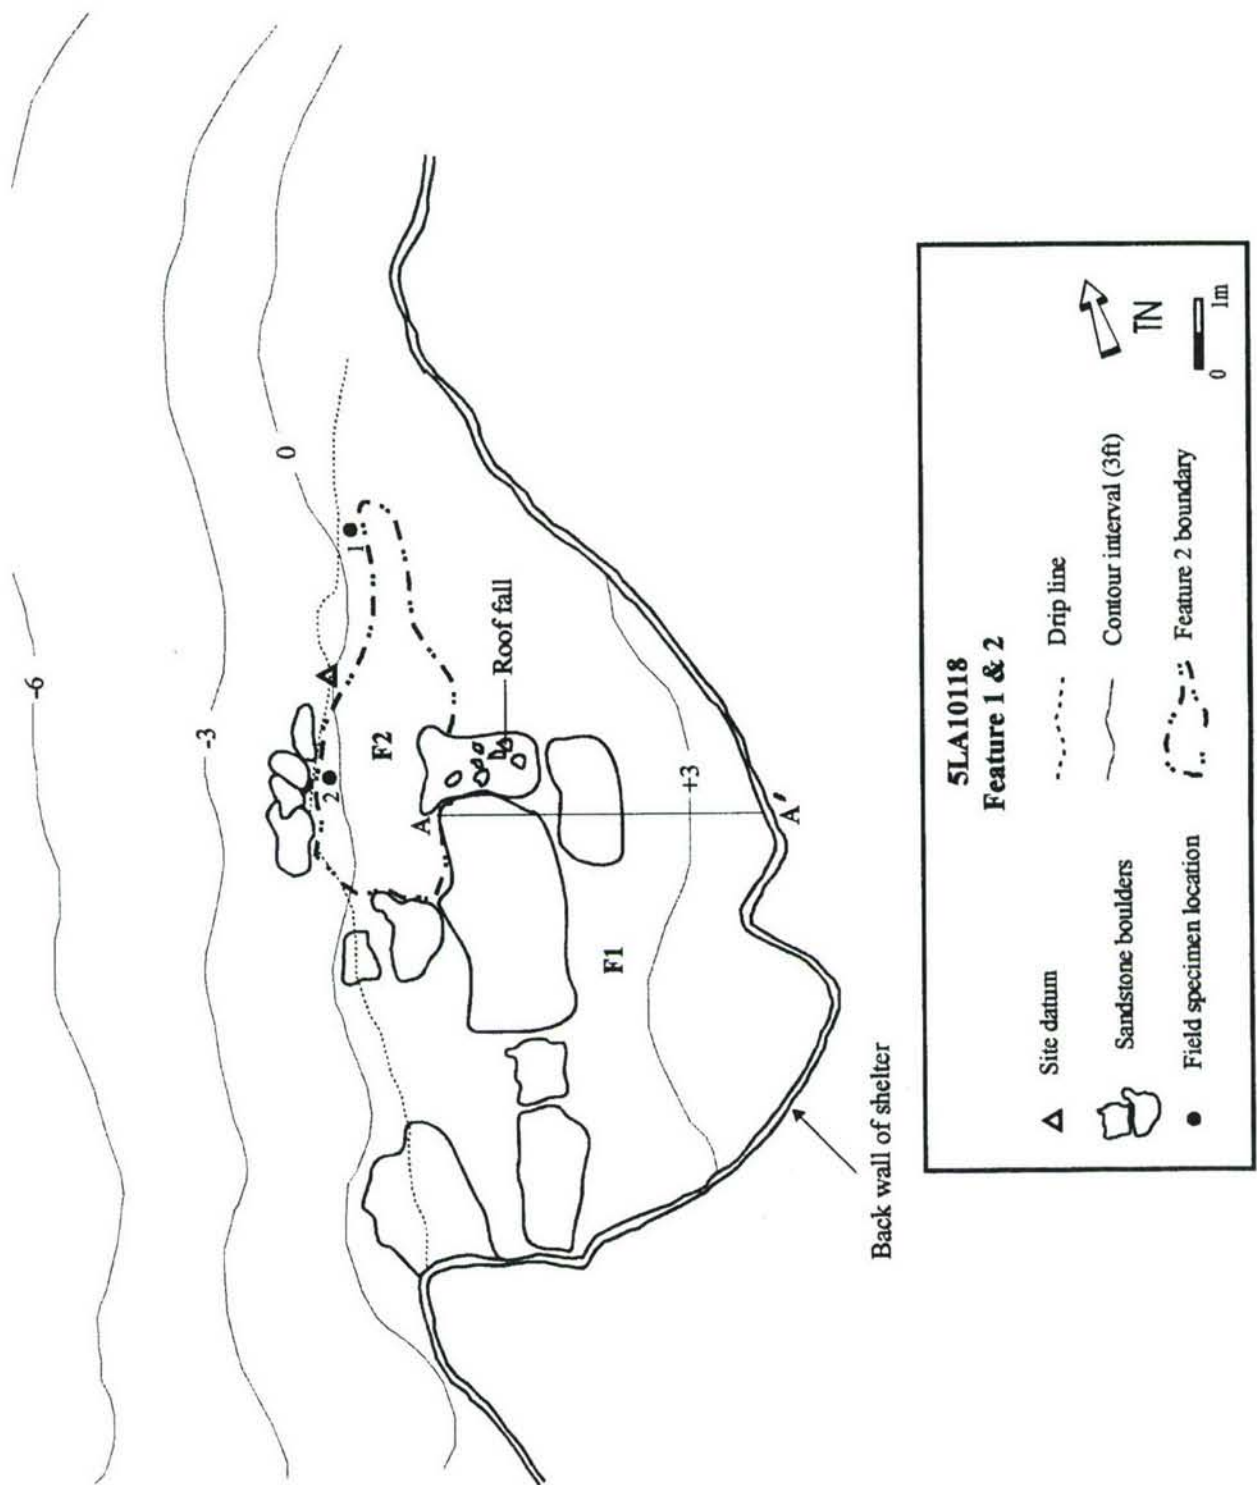 -6
-3
0
1
2
F2
Roof fall
A
+3
A'
F1
Back wall of shelter
5LA10118
Feature 1 & 2
Site datum
Drip line
Sandstone boulders
Contour interval (3ft)
TN
Field specimen location
Feature 2 boundary
0 1m